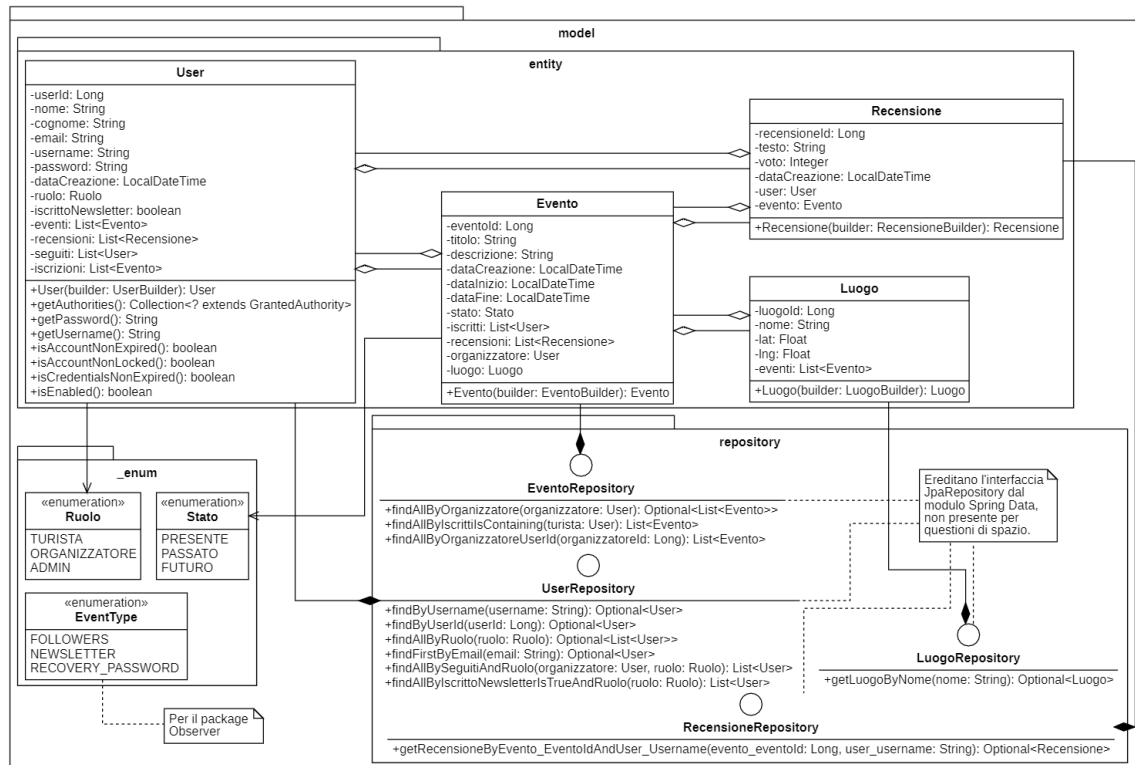 model
entity
User
-userId: Long
-nome: String
-cognome: String
-email: String
-username: String
-password: String
-dataCreazione: LocalDateTime
-ruolo: Ruolo
-iscrittoNewsletter: boolean
-eventi: List<Evento>
-recensioni: List<Recensione>
-seguiti: List<User>
-iscrizioni: List<Evento>
+User(builder: UserBuilder): User
+getAuthorities(): Collection<? extends GrantedAuthority>
+getPassword(): String
+getUsername(): String
+isAccountNonExpired(): boolean
+isAccountNonLocked(): boolean
+isCredentialsNonExpired(): boolean
+isEnabled(): boolean
Evento
-eventoId: Long
-titolo: String
-descrizione: String
-dataCreazione: LocalDateTime
-dataInizio: LocalDateTime
-dataFine: LocalDateTime
-stato: Stato
-iscritti: List<User>
-recensioni: List<Recensione>
-organizzatore: User
-luogo: Luogo
+Evento(builder: EventoBuilder): Evento
Recensione
-recensioneId: Long
-testo: String
-voto: Integer
-dataCreazione: LocalDateTime
-user: User
-evento: Evento
+Recensione(builder: RecensioneBuilder): Recensione
Luogo
-luogoId: Long
-nome: String
-lat: Float
-lng: Float
-eventi: List<Evento>
+Luogo(builder: LuogoBuilder): Luogo
_enum
«enumeration»
Ruolo
TURISTA
ORGANIZZATORE
ADMIN
«enumeration»
Stato
PRESENTE
PASSATO
FUTURO
«enumeration»
EventType
FOLLOWERS
NEWSLETTER
RECOVERY_PASSWORD
Per il package
Observer
repository
EventoRepository
+findAllByOrganizzatore(organizzatore: User): Optional<List<Evento>>
+findAllByIscrittiIsContaining(turista: User): List<Evento>
+findAllByOrganizzatoreUserId(organizzatoreId: Long): List<Evento>
Ereditano l'interfaccia
JpaRepository dal
modulo Spring Data,
non presente per
questioni di spazio.
UserRepository
+findByUsername(username: String): Optional<User>
+findByUserId(userId: Long): Optional<User>
+findAllByRuolo(ruolo: Ruolo): Optional<List<User>>
+findFirstByEmail(email: String): Optional<User>
+findAllBySeguitiAndRuolo(organizzatore: User, ruolo: Ruolo): List<User>
+findAllByIscrittoNewsletterIsTrueAndRuolo(ruolo: Ruolo): List<User>
LuogoRepository
+getLuogoByNome(nome: String): Optional<Luogo>
RecensioneRepository
+getRecensioneByEvento_EventoIdAndUser_Username(evento_eventoId: Long, user_username: String): Optional<Recensione>